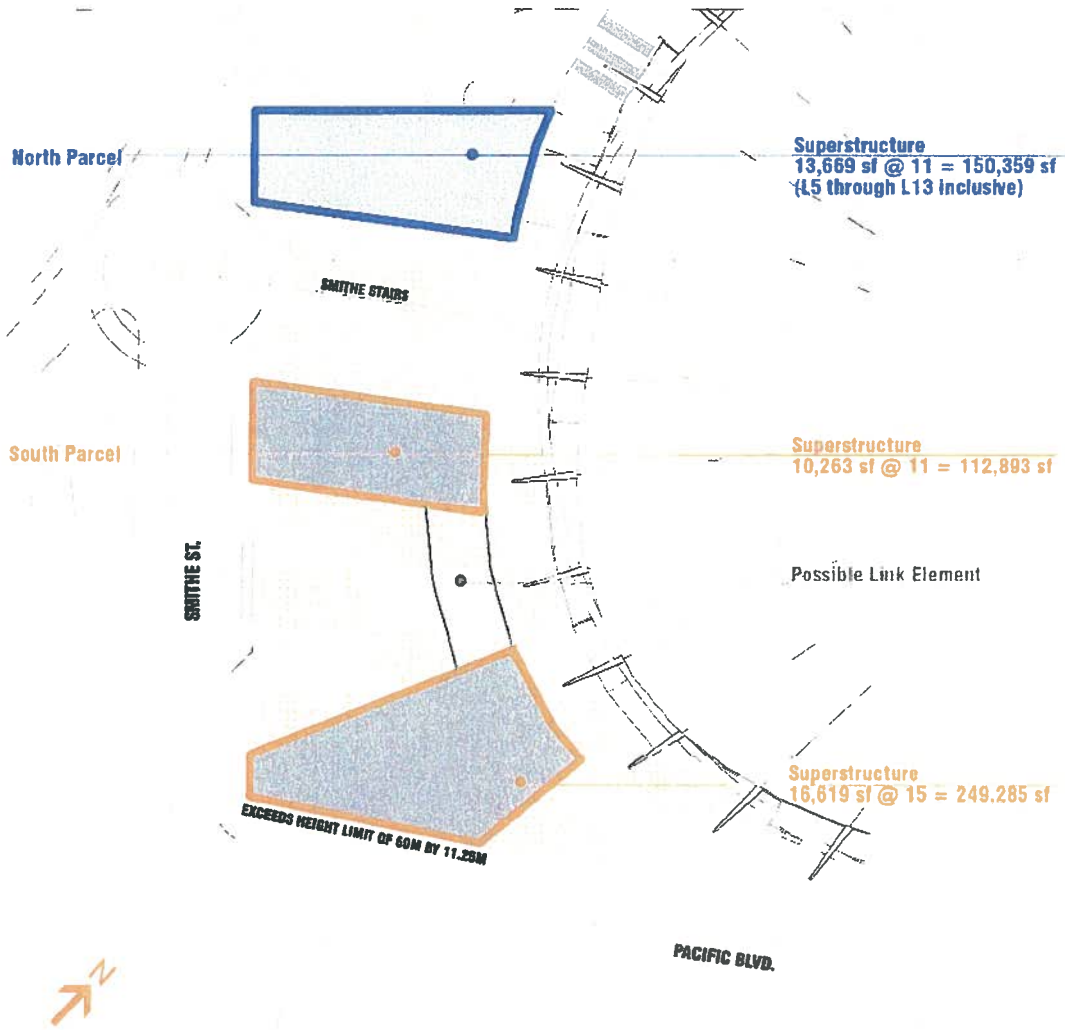 North Parcel
Superstructure
13,669 sf @ 11 = 150,359 sf
(L5 through L13 inclusive)
SMITHE STAIRS
South Parcel
Superstructure
10,263 sf @ 11 = 112,893 sf
SMITHE ST.
Possible Link Element
Superstructure
16,619 sf @ 15 = 249.285 sf
EXCEEDS HEIGHT LIMIT OF 60M BY 11.25M
PACIFIC BLVD.
N